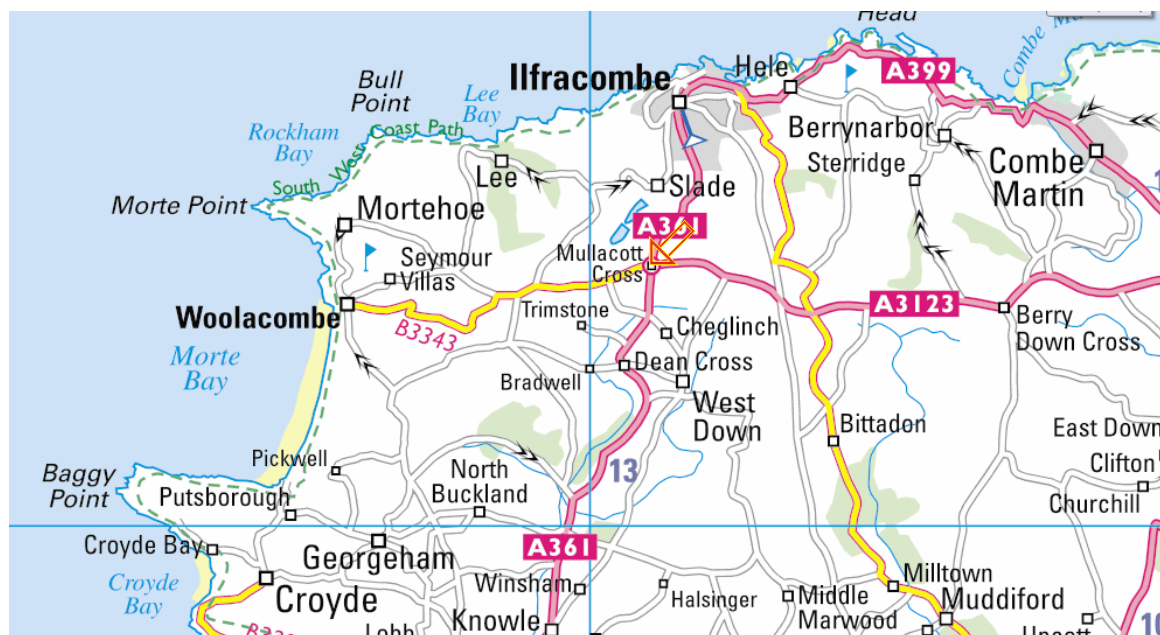 Head
Combe
A399
Hele
Ilfracombe
Bull
Point
Lee
Bay
Rockham
Bay
South West Coast Path
Berrynarbor
Sterridge
Combe
Martin
Lee
Slade
Morte Point
Mortehoe
A361
Mullacott
Cross
Seymour
Villas
Woolacombe
B3343
Trimstone
Cheglinch
A3123
Berry
Down Cross
Morte
Bay
Dean Cross
Bradwell
West
Down
Bittadon
East Down
Clifton
Churchill
Pickwell
North
Buckland
13
Baggy
Point
Putsborough
Croyde Bay
Georgeham
A361
Croyde
Bay
Croyde
Winsham
Halsinger
Milltown
Middle
Marwood
Muddiford
Knowle